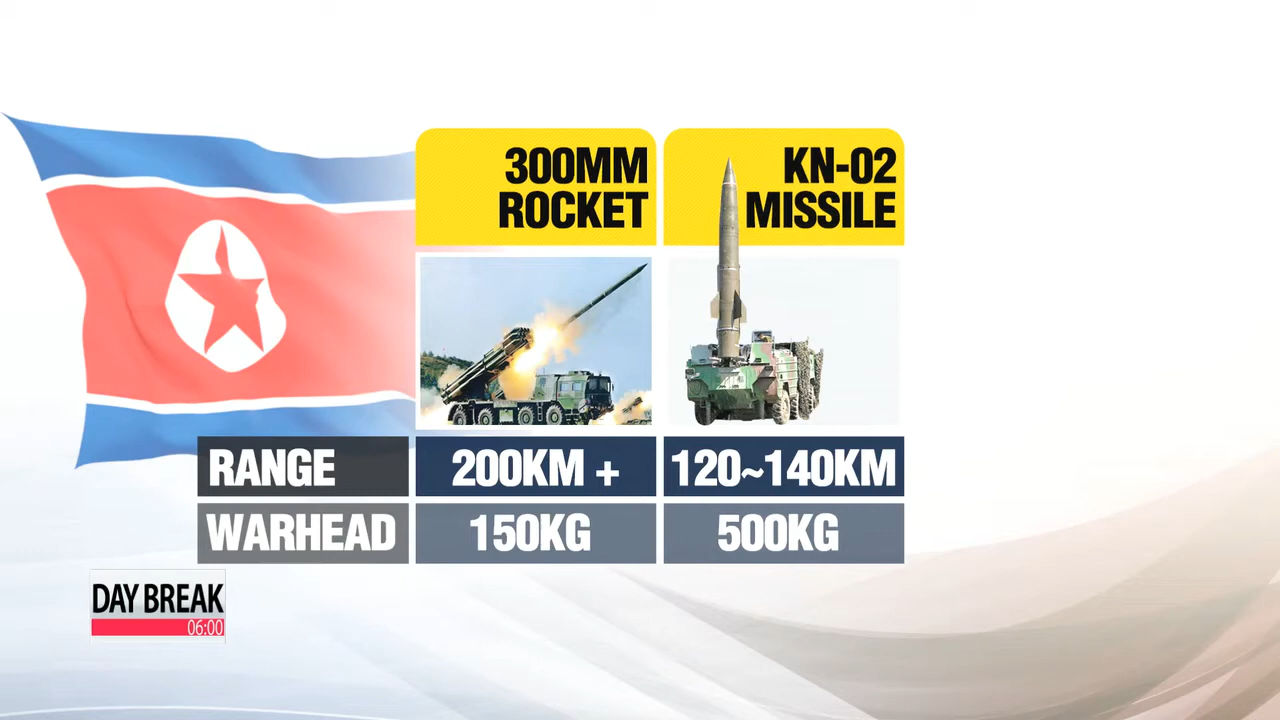 300MM
ROCKET
KN-02
MISSILE
RANGE
200KM +
120~140KM
WARHEAD
150KG
500KG
DAY BREAK
06:00